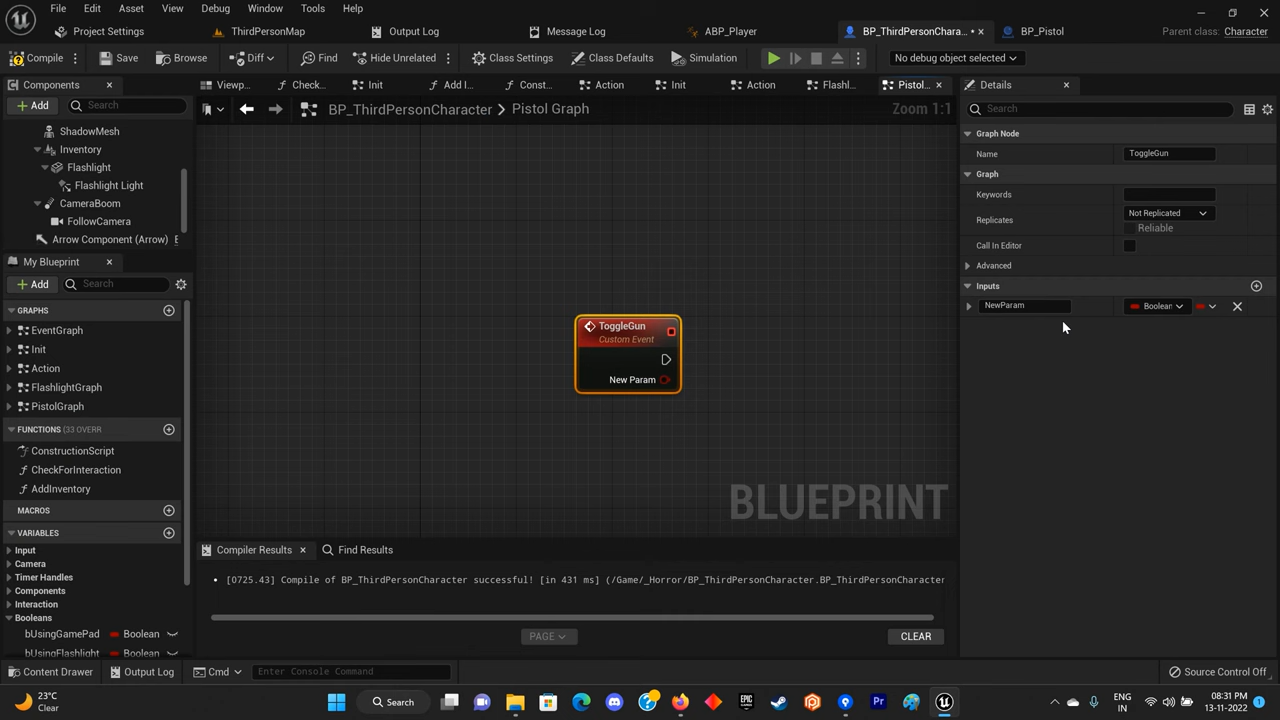 File Edit Asset View Debug Window Tools Help
Project Settings ThirdPersonMap Output Log Message Log ABP_Player BP_ThirdPersonChara... • BP_Pistol Parent class: Character
Compile Save Browse Diff Find Hide Unrelated Class Settings Class Defaults Simulation No debug object selected
Components Viewp... Check... Init Add I... Const... Action Init Action Flashl... Pistol... Details
Add Search BP_ThirdPersonCharacter > Pistol Graph Zoom 1:1 Search
ShadowMesh
Inventory
Flashlight
Flashlight Light
CameraBoom
FollowCamera
Arrow Component (Arrow) E
My Blueprint
Add Search
GRAPHS
EventGraph
Init
Action
FlashlightGraph
PistolGraph
FUNCTIONS (33 OVERR
ConstructionScript
CheckForInteraction
AddInventory
MACROS
VARIABLES
Input
Camera
Timer Handles
Components
Interaction
Booleans
bUsingGamePad Boolean
bUsingFlashlight Boolean
ToggleGun
Custom Event
New Param
BLUEPRINT
Graph Node
Name ToggleGun
Graph
Keywords
Replicates Not Replicated
Reliable
Call In Editor
Advanced
Inputs
NewParam Boolean
Compiler Results Find Results
[0725.43] Compile of BP_ThirdPersonCharacter successful! [in 431 ms] (/Game/_Horror/BP_ThirdPersonCharacter.BP_ThirdPersonCharacter
PAGE CLEAR
Content Drawer Output Log Cmd Enter Console Command Source Control Off
23°C
Clear
Search
Pr
ENG
IN
08:31 PM
13-11-2022